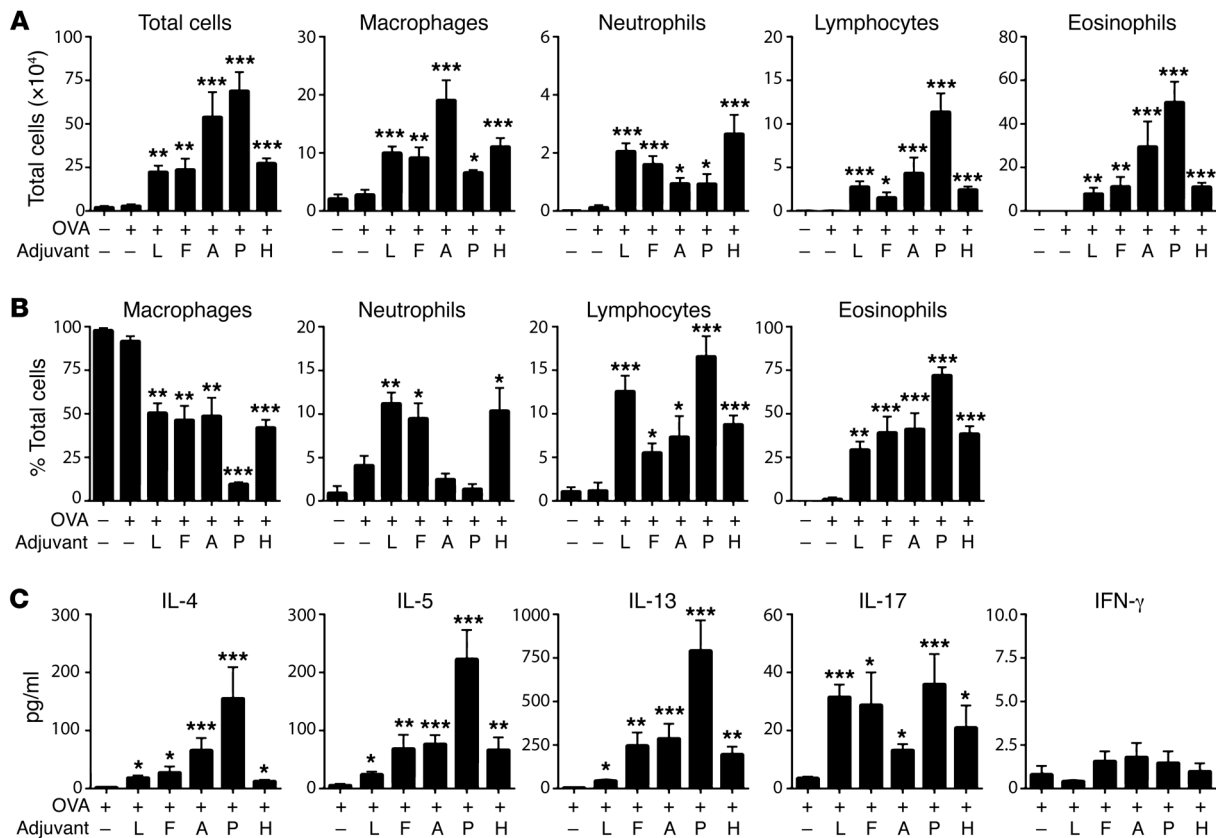 A
Total cells Macrophages Neutrophils Lymphocytes Eosinophils
Total cells (×10⁴)
100 75 50 25 0
** ** *** *** ***
30 20 10 0
*** ** *** * ***
6 4 2 0
*** *** * * ***
20 15 10 5 0
*** * *** *** ***
80 60 40 20 0
** ** *** *** ***
OVA – + + + + + + – + + + + + + – + + + + + + – + + + + + + – + + + + + +
Adjuvant – – L F A P H – – L F A P H – – L F A P H – – L F A P H – – L F A P H
B
Macrophages Neutrophils Lymphocytes Eosinophils
% Total cells
100 75 50 25 0
** ** ** *** ***
20 15 10 5 0
** * *
20 15 10 5 0
*** * * *** ***
100 75 50 25 0
** *** *** *** ***
OVA – + + + + + + – + + + + + + – + + + + + + – + + + + + +
Adjuvant – – L F A P H – – L F A P H – – L F A P H – – L F A P H
C
IL-4 IL-5 IL-13 IL-17 IFN-γ
pg/ml
300 200 100 0
* * *** *** *
300 200 100 0
* ** *** *** **
1000 750 500 250 0
* ** *** *** **
60 40 20 0
*** * * *** *
10 7.5 5.0 2.5 0
OVA + + + + + + + + + + + + + + + + + + + + + + + + + + + + + +
Adjuvant – L F A P H – L F A P H – L F A P H – L F A P H – L F A P H